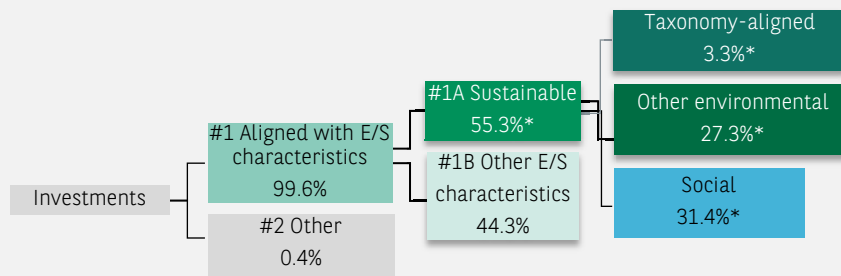 Investments
#1 Aligned with E/S
characteristics
99.6%
#2 Other
0.4%
#1A Sustainable
55.3%*
#1B Other E/S
characteristics
44.3%
Taxonomy-aligned
3.3%*
Other environmental
27.3%*
Social
31.4%*